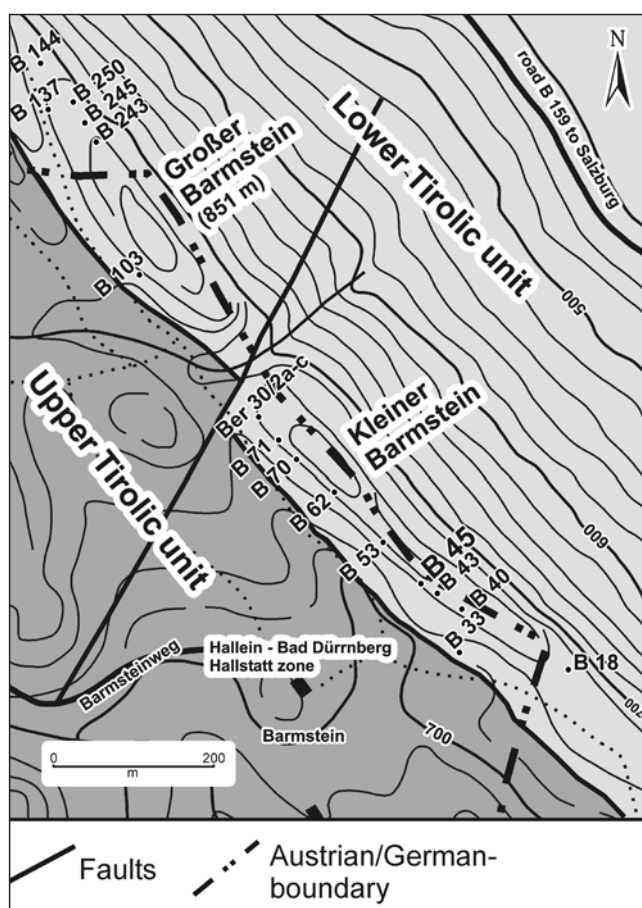 B 144
B 137
B 250
B 245
B 243
Großer
Barmstein
(851 m)
Lower Tirolic unit
road B 159 to Salzburg
N
500
B 103
Upper Tirolic unit
Ber 30/2a-c
B 71
B 70
B 62
Kleiner
Barmstein
600
B 53
B 45
B 43
B 40
B 33
B 18
700
Hallein - Bad Dürrnberg
Hallstatt zone
Barmsteinweg
Barmstein
700
0 200
m
Faults
Austrian/German-
boundary